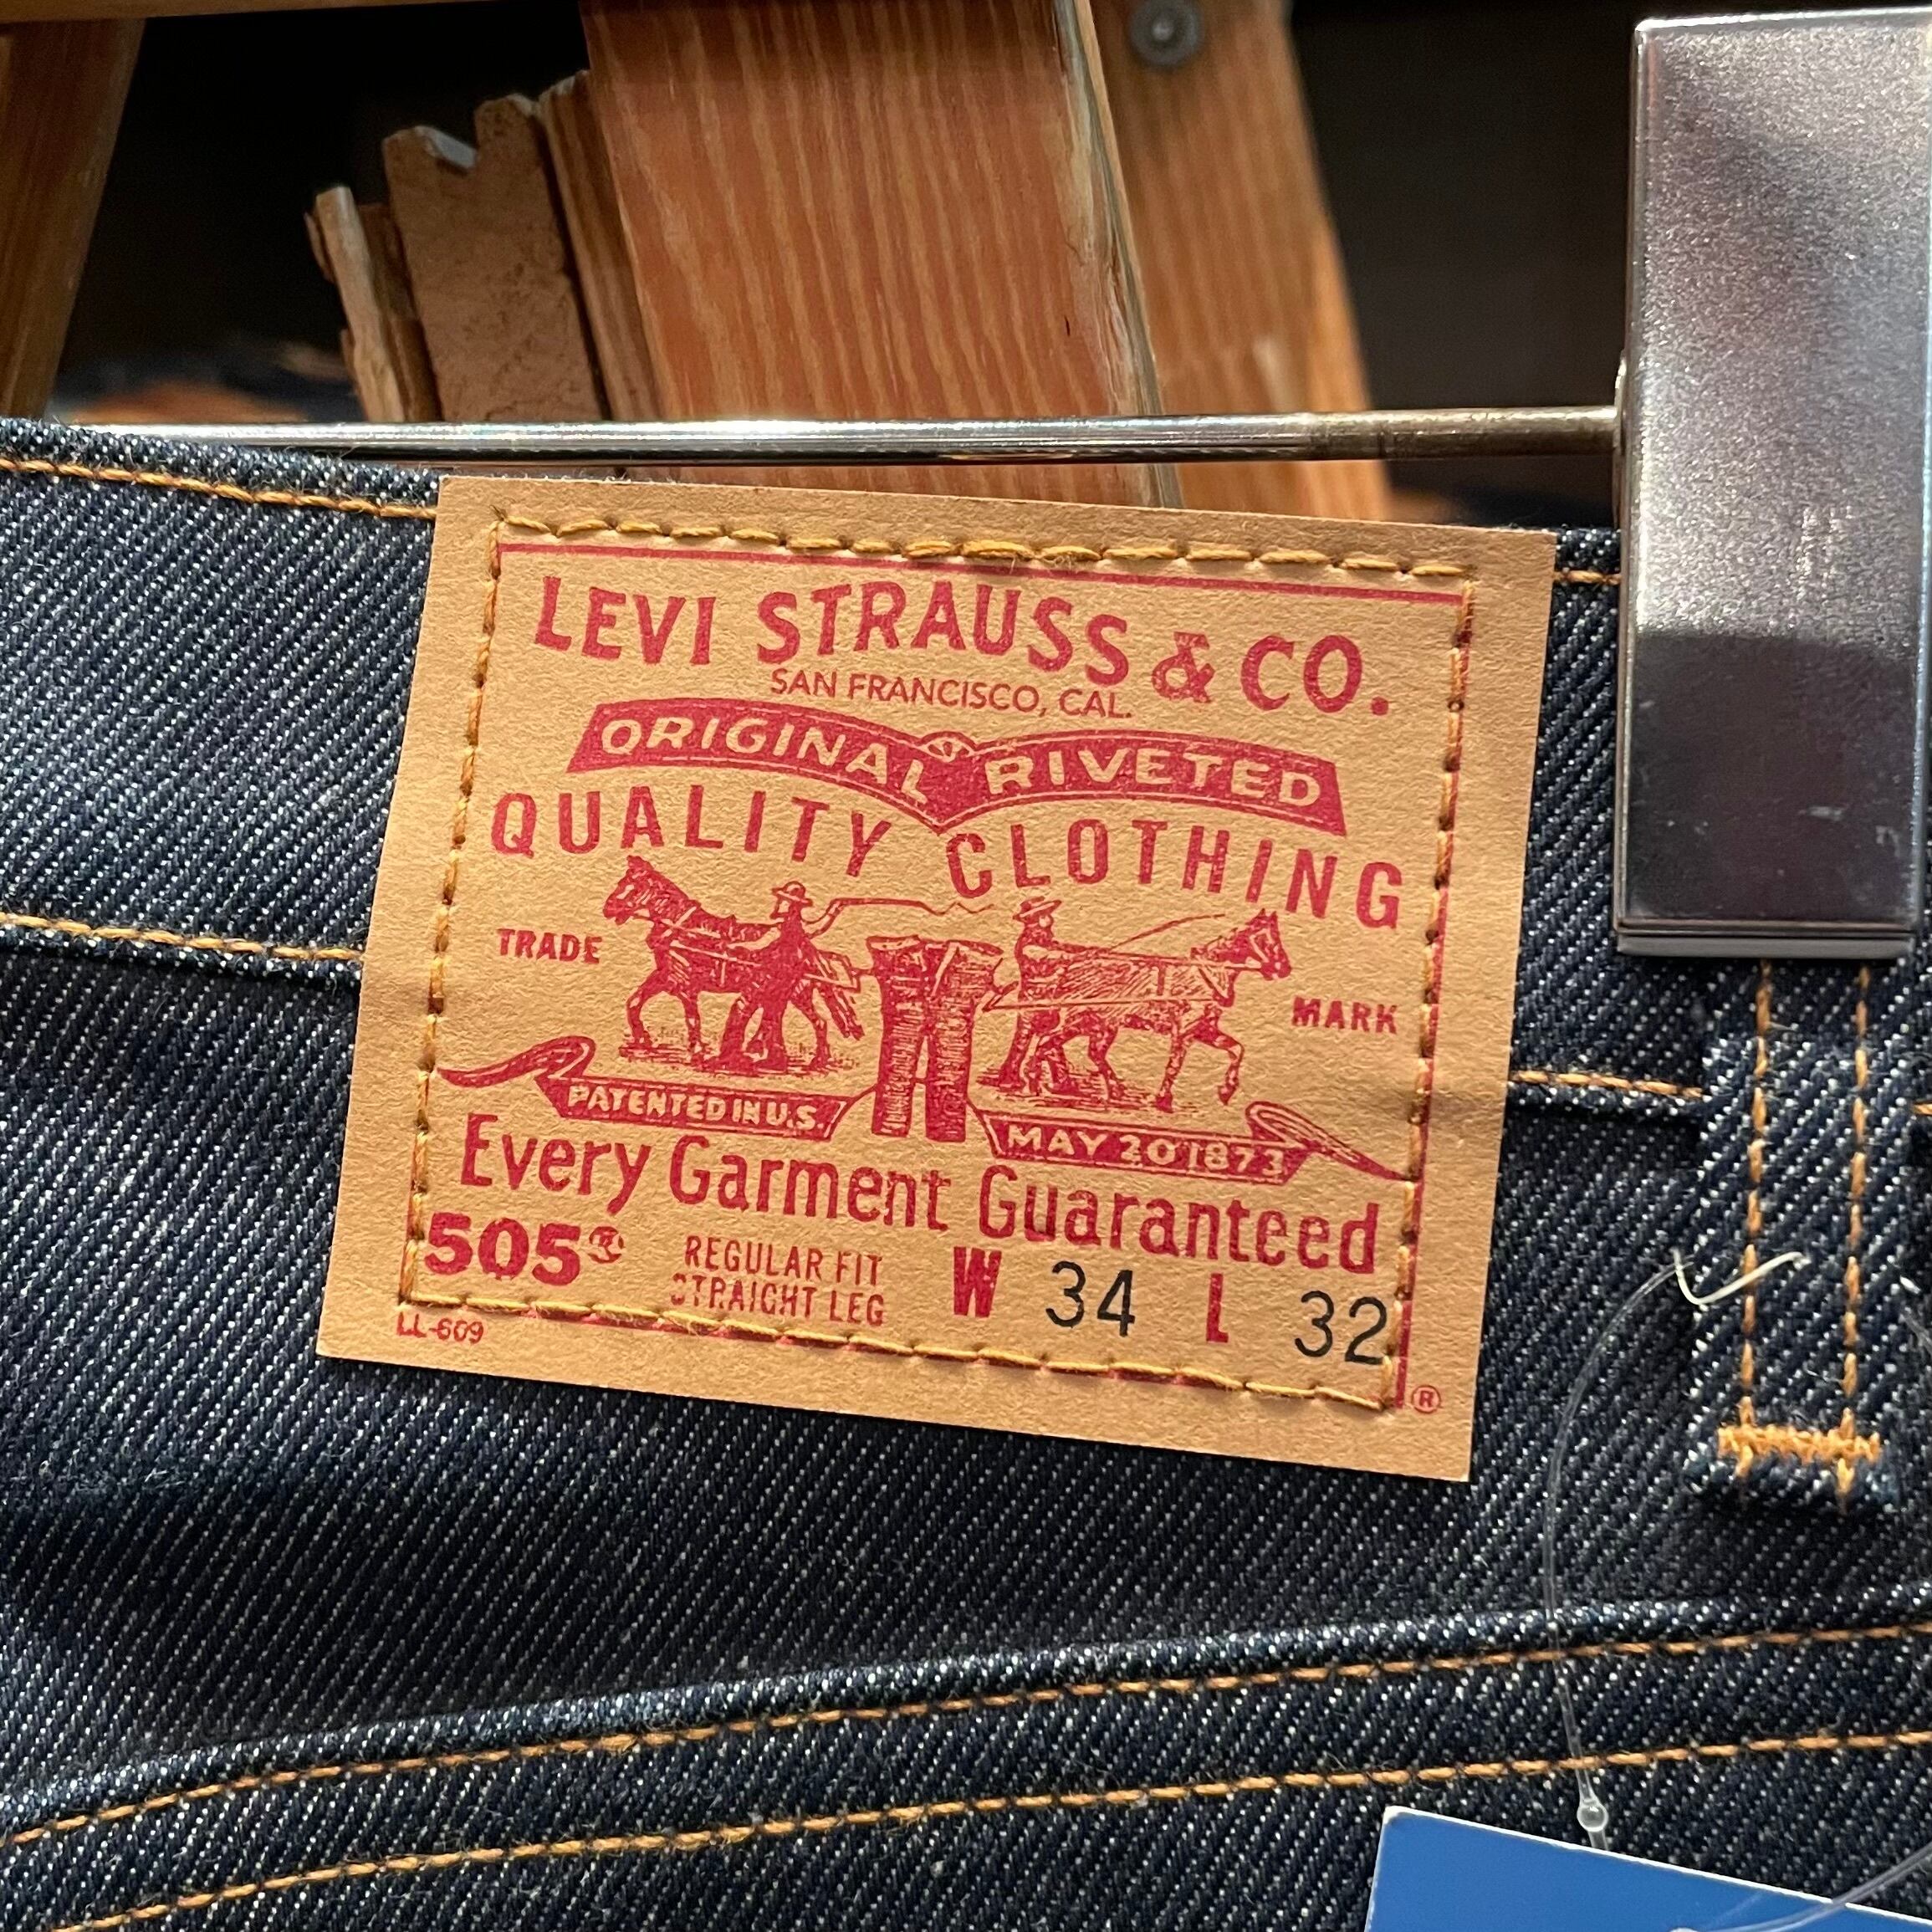 LEVI STRAUSS & CO.
SAN FRANCISCO, CAL.
ORIGINAL RIVETED
QUALITY CLOTHING
TRADE MARK
PATENTED IN U.S. MAY 20 1873
Every Garment Guaranteed
505® REGULAR FIT
STRAIGHT LEG
W 34 L 32
LL-609
®